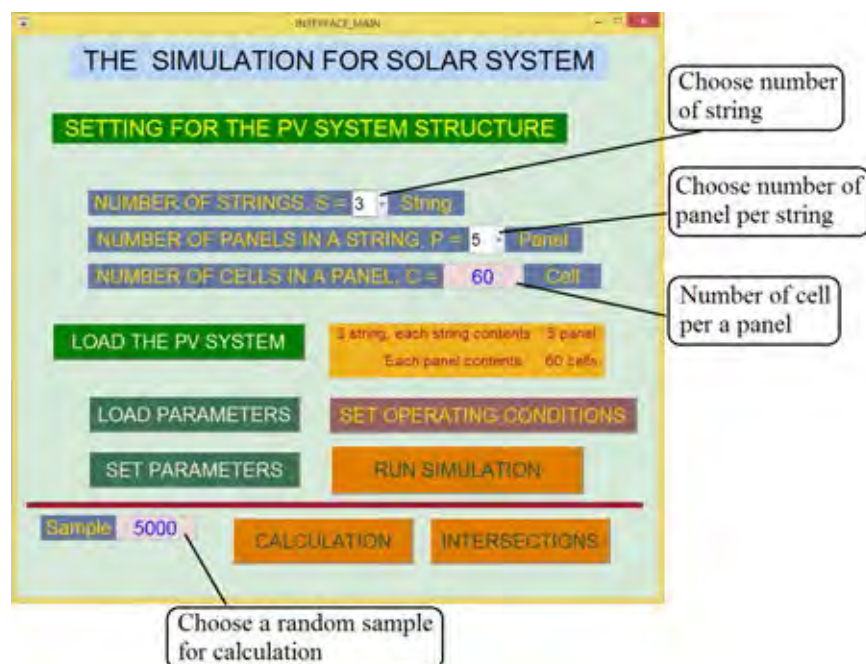 INTERFACE_MAIN
THE SIMULATION FOR SOLAR SYSTEM
Choose number
of string
SETTING FOR THE PV SYSTEM STRUCTURE
NUMBER OF STRINGS, S = 3 String
Choose number of
panel per string
NUMBER OF PANELS IN A STRING, P = 5 Panel
NUMBER OF CELLS IN A PANEL, C = 60 Cell
Number of cell
per a panel
LOAD THE PV SYSTEM
3 string, each string contents panel
Each panel contents 60 cells
LOAD PARAMETERS
SET OPERATING CONDITIONS
SET PARAMETERS
RUN SIMULATION
Sample 5000
CALCULATION
INTERSECTIONS
Choose a random sample
for calculation